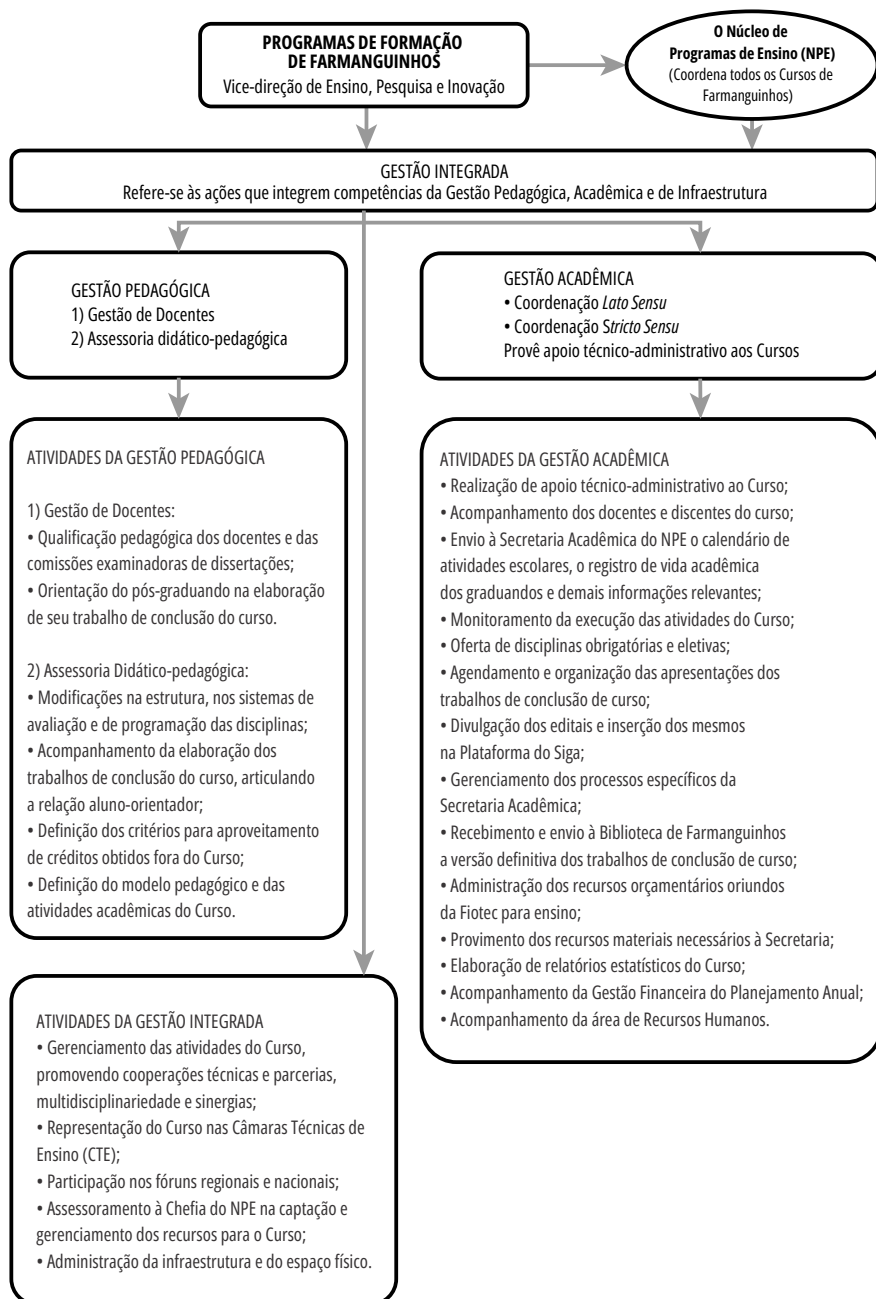 PROGRAMAS DE FORMAÇÃO
DE FARMANGUINHOS
Vice-direção de Ensino, Pesquisa e Inovação
O Núcleo de
Programas de Ensino (NPE)
(Coordena todos os Cursos de
Farmanguinhos)
GESTÃO INTEGRADA
Refere-se às ações que integrem competências da Gestão Pedagógica, Acadêmica e de Infraestrutura
GESTÃO PEDAGÓGICA
1) Gestão de Docentes
2) Assessoria didático-pedagógica
GESTÃO ACADÊMICA
• Coordenação Lato Sensu
• Coordenação Stricto Sensu
Provê apoio técnico-administrativo aos Cursos
ATIVIDADES DA GESTÃO PEDAGÓGICA
1) Gestão de Docentes:
• Qualificação pedagógica dos docentes e das
comissões examinadoras de dissertações;
• Orientação do pós-graduando na elaboração
de seu trabalho de conclusão do curso.
2) Assessoria Didático-pedagógica:
• Modificações na estrutura, nos sistemas de
avaliação e de programação das disciplinas;
• Acompanhamento da elaboração dos
trabalhos de conclusão do curso, articulando
a relação aluno-orientador;
• Definição dos critérios para aproveitamento
de créditos obtidos fora do Curso;
• Definição do modelo pedagógico e das
atividades acadêmicas do Curso.
ATIVIDADES DA GESTÃO ACADÊMICA
• Realização de apoio técnico-administrativo ao Curso;
• Acompanhamento dos docentes e discentes do curso;
• Envio à Secretaria Acadêmica do NPE o calendário de
atividades escolares, o registro de vida acadêmica
dos graduandos e demais informações relevantes;
• Monitoramento da execução das atividades do Curso;
• Oferta de disciplinas obrigatórias e eletivas;
• Agendamento e organização das apresentações dos
trabalhos de conclusão de curso;
• Divulgação dos editais e inserção dos mesmos
na Plataforma do Siga;
• Gerenciamento dos processos específicos da
Secretaria Acadêmica;
• Recebimento e envio à Biblioteca de Farmanguinhos
a versão definitiva dos trabalhos de conclusão de curso;
• Administração dos recursos orçamentários oriundos
da Fiotec para ensino;
• Provimento dos recursos materiais necessários à Secretaria;
• Elaboração de relatórios estatísticos do Curso;
• Acompanhamento da Gestão Financeira do Planejamento Anual;
• Acompanhamento da área de Recursos Humanos.
ATIVIDADES DA GESTÃO INTEGRADA
• Gerenciamento das atividades do Curso,
promovendo cooperações técnicas e parcerias,
multidisciplinariedade e sinergias;
• Representação do Curso nas Câmaras Técnicas de
Ensino (CTE);
• Participação nos fóruns regionais e nacionais;
• Assessoramento à Chefia do NPE na captação e
gerenciamento dos recursos para o Curso;
• Administração da infraestrutura e do espaço físico.